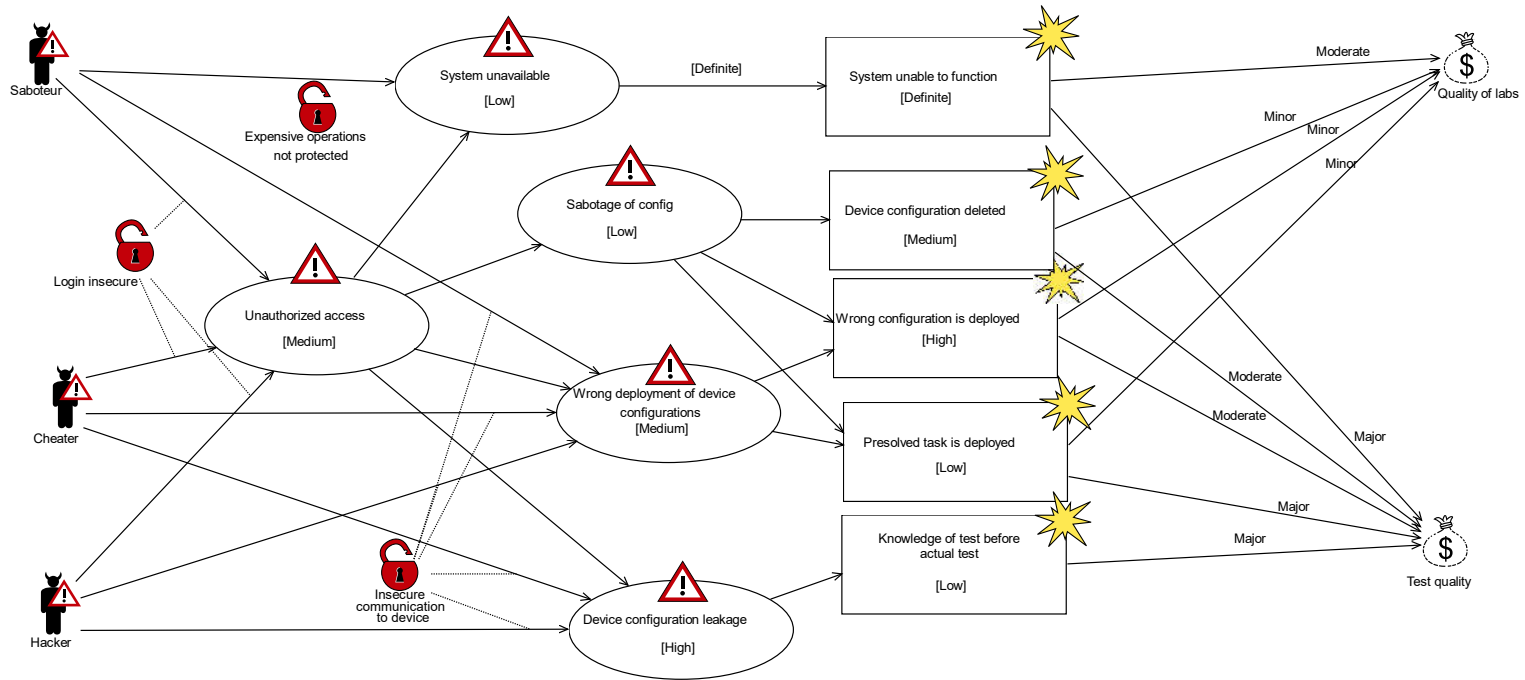 Saboteur
Expensive operations
not protected
System unavailable
[Low]
[Definite]
System unable to function
[Definite]
Moderate
$
Quality of labs
Minor
Minor
Minor
Sabotage of config
[Low]
Device configuration deleted
[Medium]
Login insecure
Unauthorized access
[Medium]
Wrong configuration is deployed
[High]
Cheater
Wrong deployment of device
configurations
[Medium]
Presolved task is deployed
[Low]
Moderate
Moderate
Major
Major
Major
Knowledge of test before
actual test
[Low]
$
Test quality
Hacker
Insecure
communication
to device
Device configuration leakage
[High]